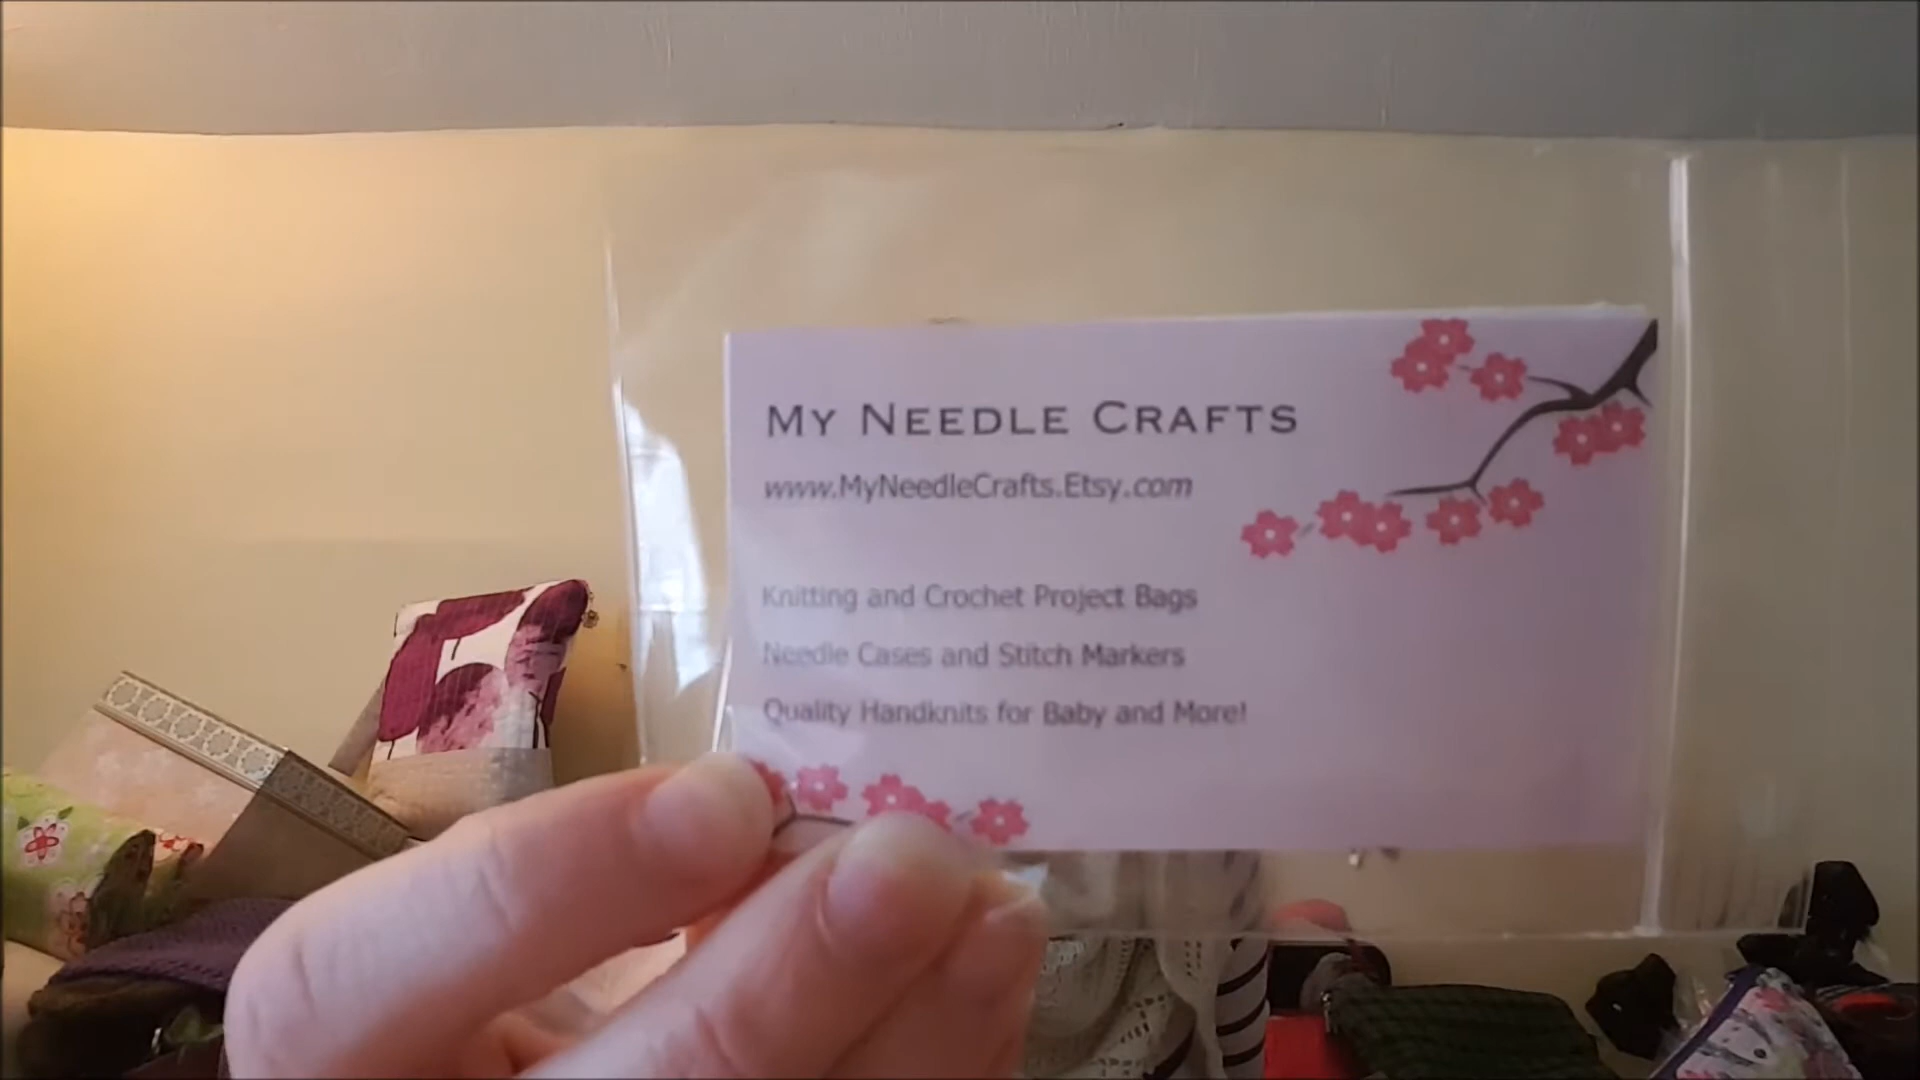 My Needle Crafts
www.MyNeedleCrafts.Etsy.com
Knitting and Crochet Project Bags
Needle Cases and Stitch Markers
Quality Handknits for Baby and More!